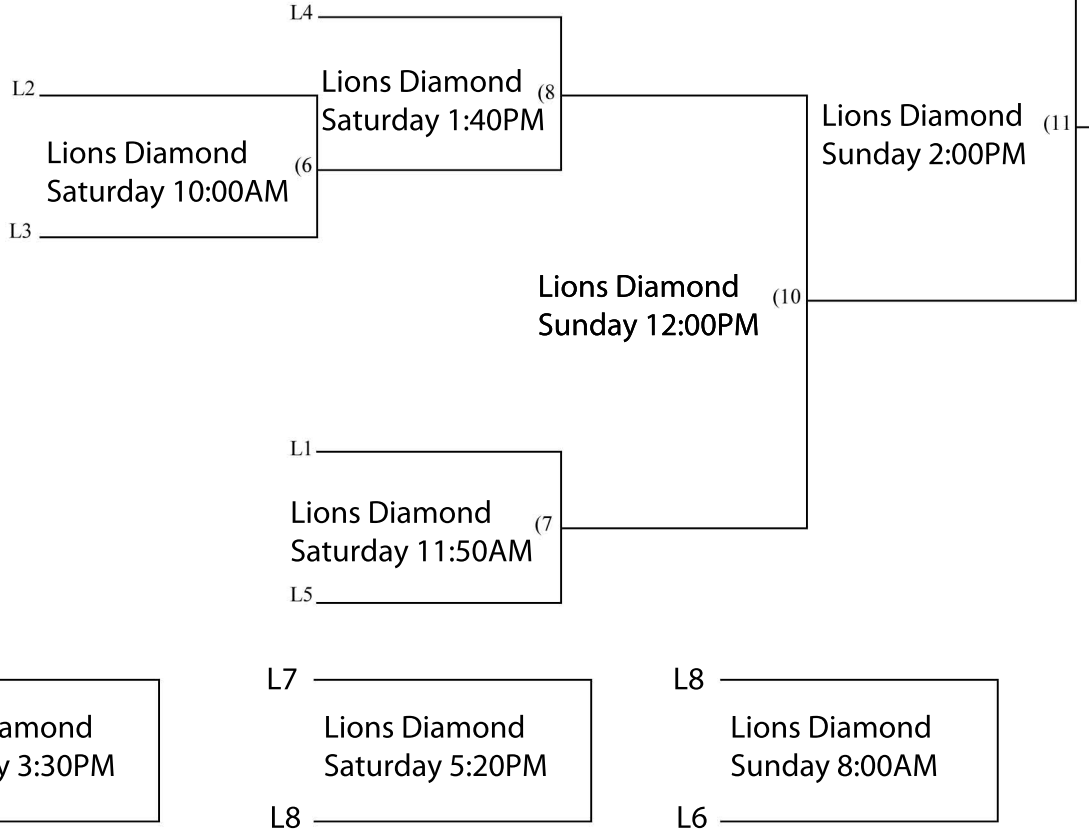 L4
Lions Diamond
Saturday 1:40PM
(8
L2
Lions Diamond
Saturday 10:00AM
(6
L3
Lions Diamond
Sunday 2:00PM
(11
Lions Diamond
Sunday 12:00PM
(10
L1
Lions Diamond
Saturday 11:50AM
(7
L5
amond
y 3:30PM
L7
Lions Diamond
Saturday 5:20PM
L8
L8
Lions Diamond
Sunday 8:00AM
L6